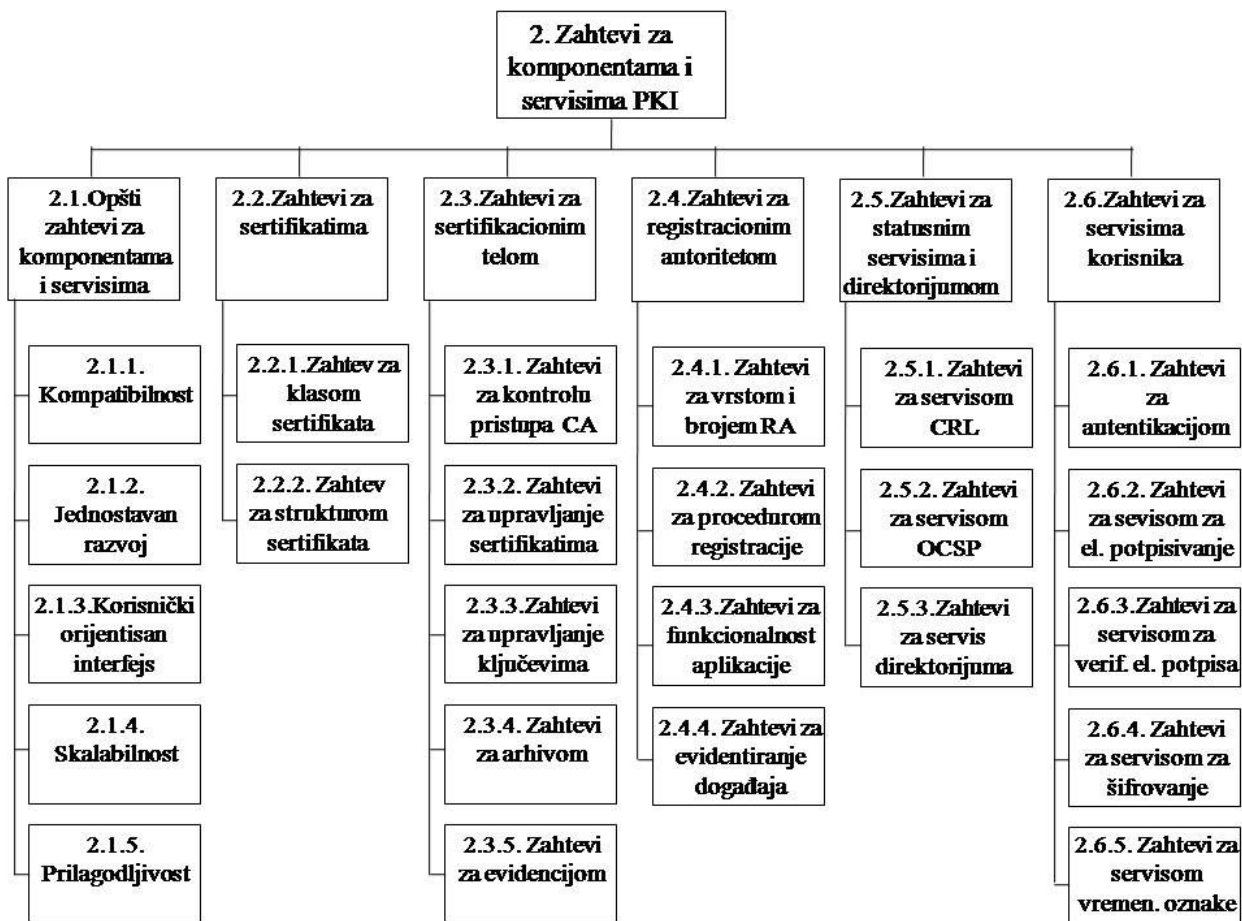 2. Zahtevi za
komponentama i
servisima PKI
2.1.Opšti
zahtevi za
komponentama
i servisima
2.2.Zahtevi za
sertifikatima
2.3.Zahtevi za
sertifikacionim
telom
2.4.Zahtevi za
registracionim
autoritetom
2.5.Zahtevi za
statusnim
servisima i
direktorijumom
2.6.Zahtevi za
servisima
korisnika
2.1.1.
Kompatibilnost
2.1.2.
Jednostavan
razvoj
2.1.3.Korisnički
orijentisan
interfejs
2.1.4.
Skalabilnost
2.1.5.
Prilagodljivost
2.2.1.Zahtev za
klasom
sertifikata
2.2.2. Zahtev
za strukturom
sertifikata
2.3.1. Zahtevi
za kontrolu
pristupa CA
2.3.2. Zahtevi
za upravljanje
sertifikatima
2.3.3.Zahtevi
za upravljanje
ključevima
2.3.4. Zahtevi
za arhivom
2.3.5. Zahtevi
za evidencijom
2.4.1. Zahtevi
za vrstom i
brojem RA
2.4.2. Zahtevi
za procedurom
registracije
2.4.3.Zahtevi za
funkcionalnost
aplikacije
2.4.4. Zahtevi za
evidentiranje
događaja
2.5.1. Zahtevi
za servisom
CRL
2.5.2. Zahtevi
za servisom
OCSP
2.5.3.Zahtevi
za servis
direktorijuma
2.6.1. Zahtevi
za
autentikacijom
2.6.2. Zahtevi
za sevisom za
el. potpisivanje
2.6.3.Zahtevi za
servisom za
verif. el. potpisa
2.6.4. Zahtevi
za servisom za
šifrovanje
2.6.5. Zahtevi za
servisom
vremen. oznake